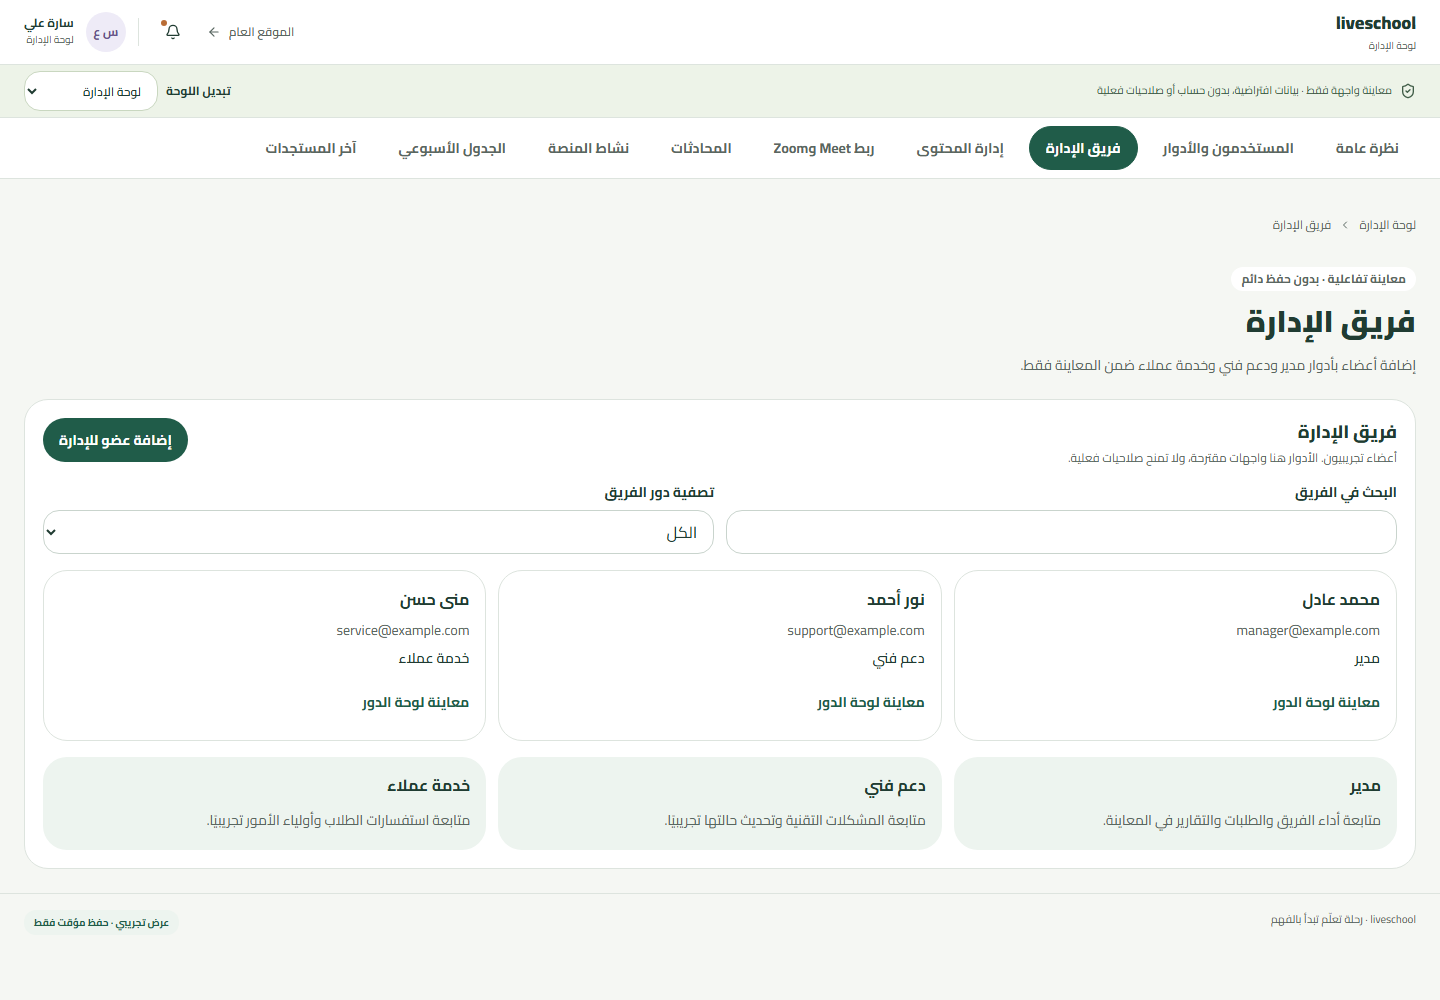 liveschool
لوحة الإدارة
الموقع العام
س ع
سارة علي
لوحة الإدارة
معاينة واجهة فقط · بيانات افتراضية، بدون حساب أو صلاحيات فعلية
تبديل اللوحة
لوحة الإدارة
نظرة عامة
المستخدمون والأدوار
فريق الإدارة
إدارة المحتوى
ربط Meet وZoom
المحادثات
نشاط المنصة
الجدول الأسبوعي
آخر المستجدات
لوحة الإدارة
فريق الإدارة
معاينة تفاعلية · بدون حفظ دائم
فريق الإدارة
إضافة أعضاء بأدوار مدير ودعم فني وخدمة عملاء ضمن المعاينة فقط.
فريق الإدارة
أعضاء تجريبيون. الأدوار هنا واجهات مقترحة، ولا تمنح صلاحيات فعلية.
إضافة عضو للإدارة
البحث في الفريق
تصفية دور الفريق
الكل
محمد عادل
manager@example.com
مدير
معاينة لوحة الدور
نور أحمد
support@example.com
دعم فني
معاينة لوحة الدور
منى حسن
service@example.com
خدمة عملاء
معاينة لوحة الدور
مدير
متابعة أداء الفريق والطلبات والتقارير في المعاينة.
دعم فني
متابعة المشكلات التقنية وتحديث حالتها تجريبيًا.
خدمة عملاء
متابعة استفسارات الطلاب وأولياء الأمور تجريبيًا.
liveschool · رحلة تعلّم تبدأ بالفهم
عرض تجريبي · حفظ مؤقت فقط